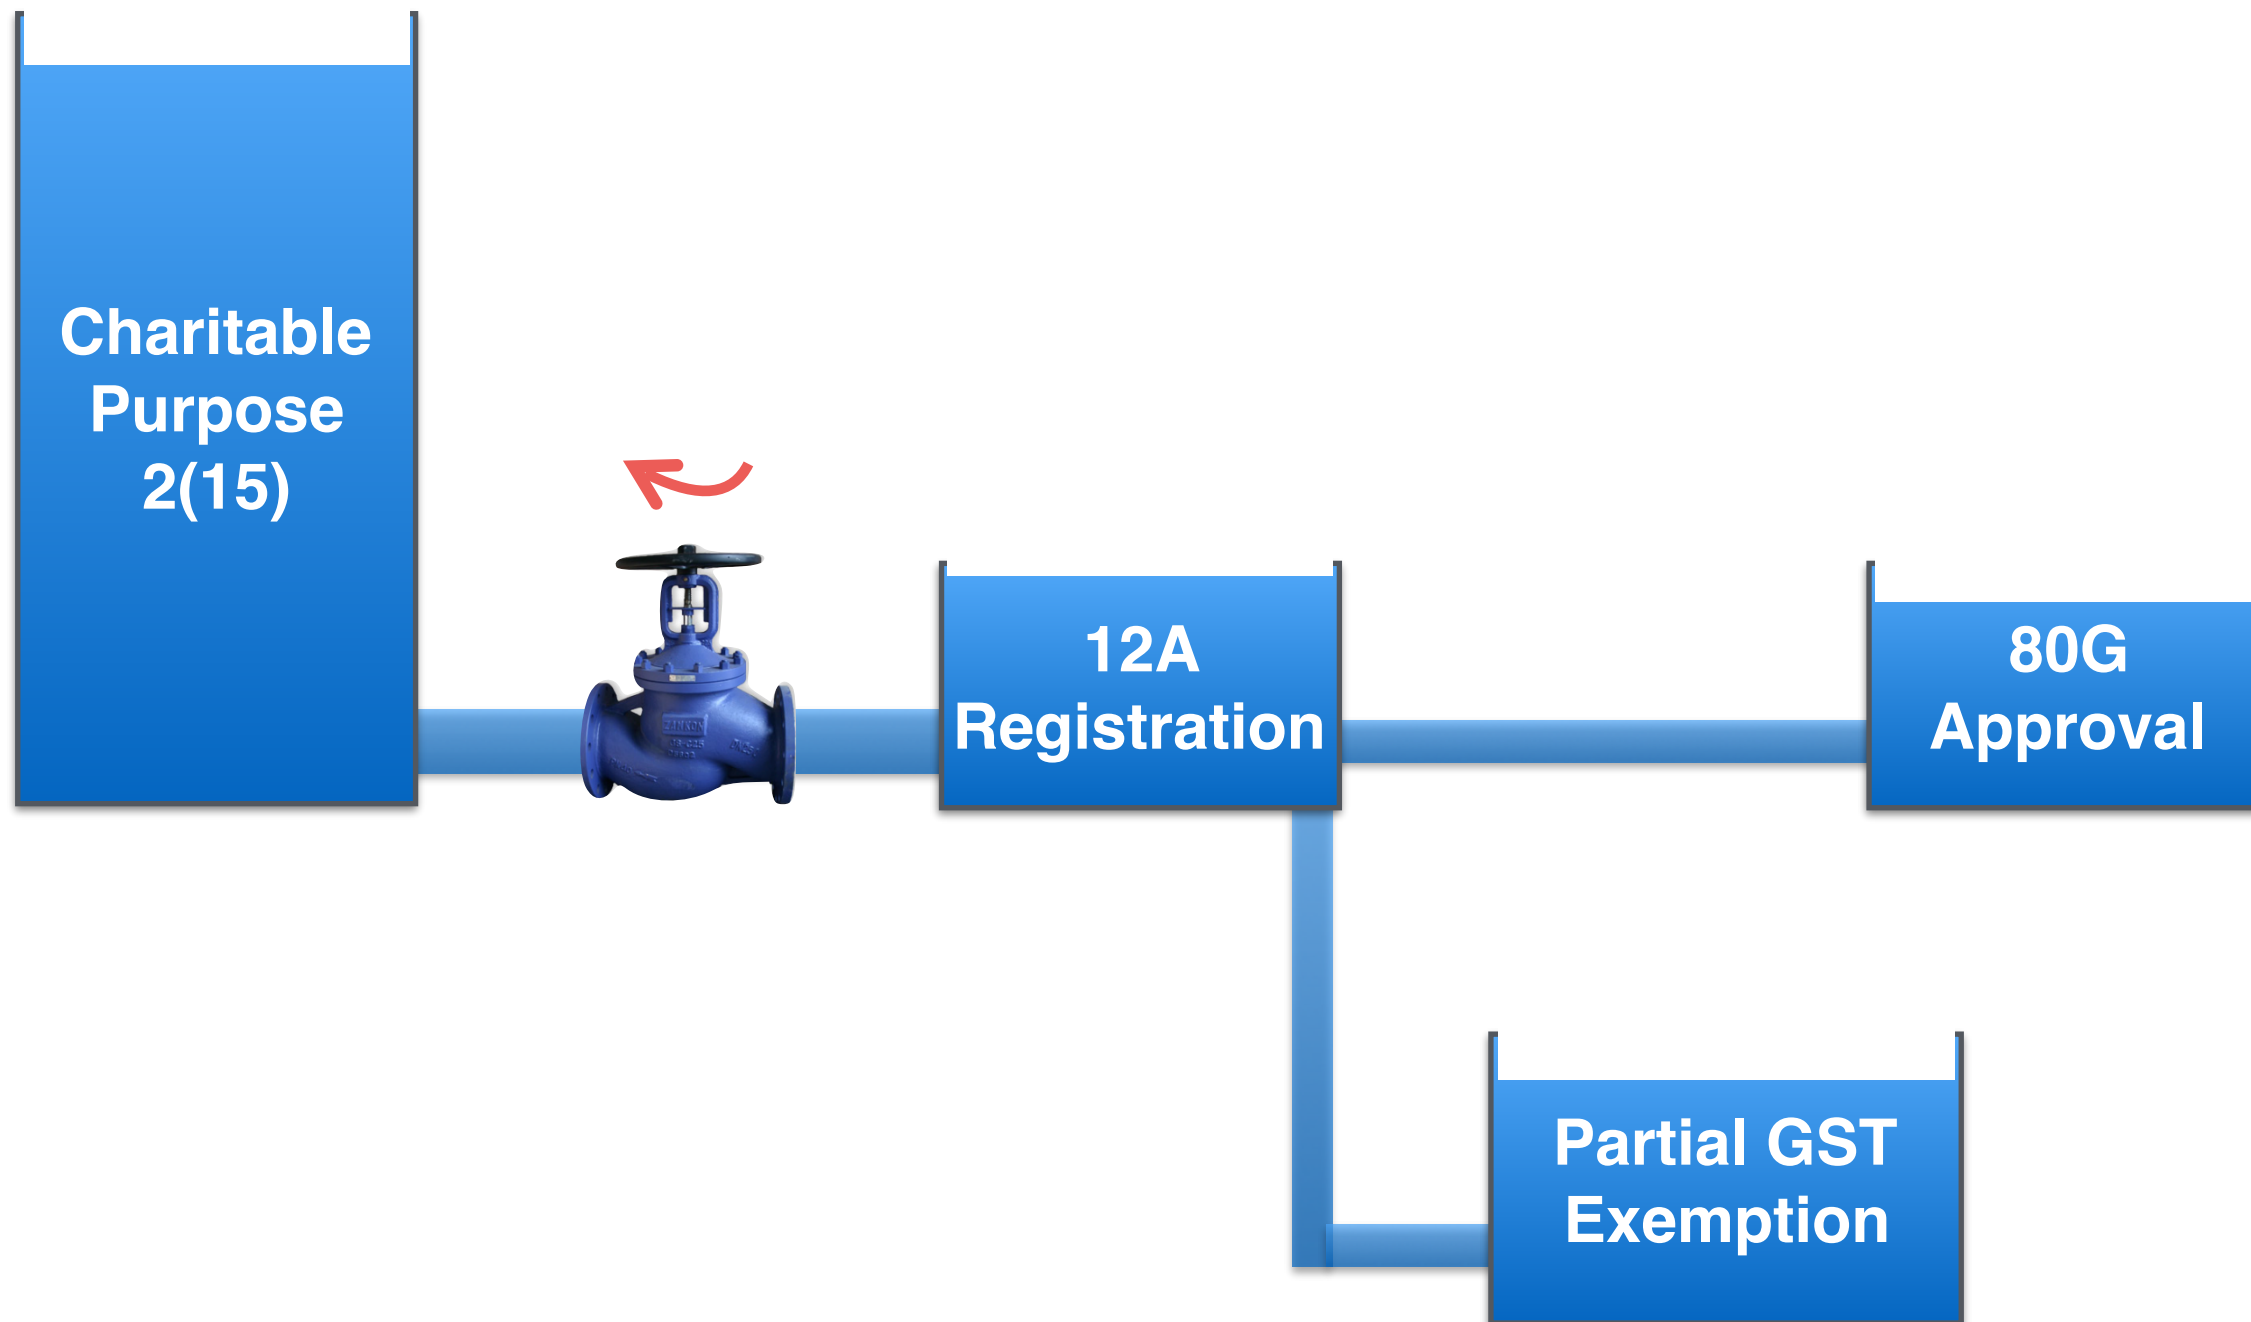 Charitable
Purpose
2(15)
12A
Registration
80G
Approval
Partial GST
Exemption